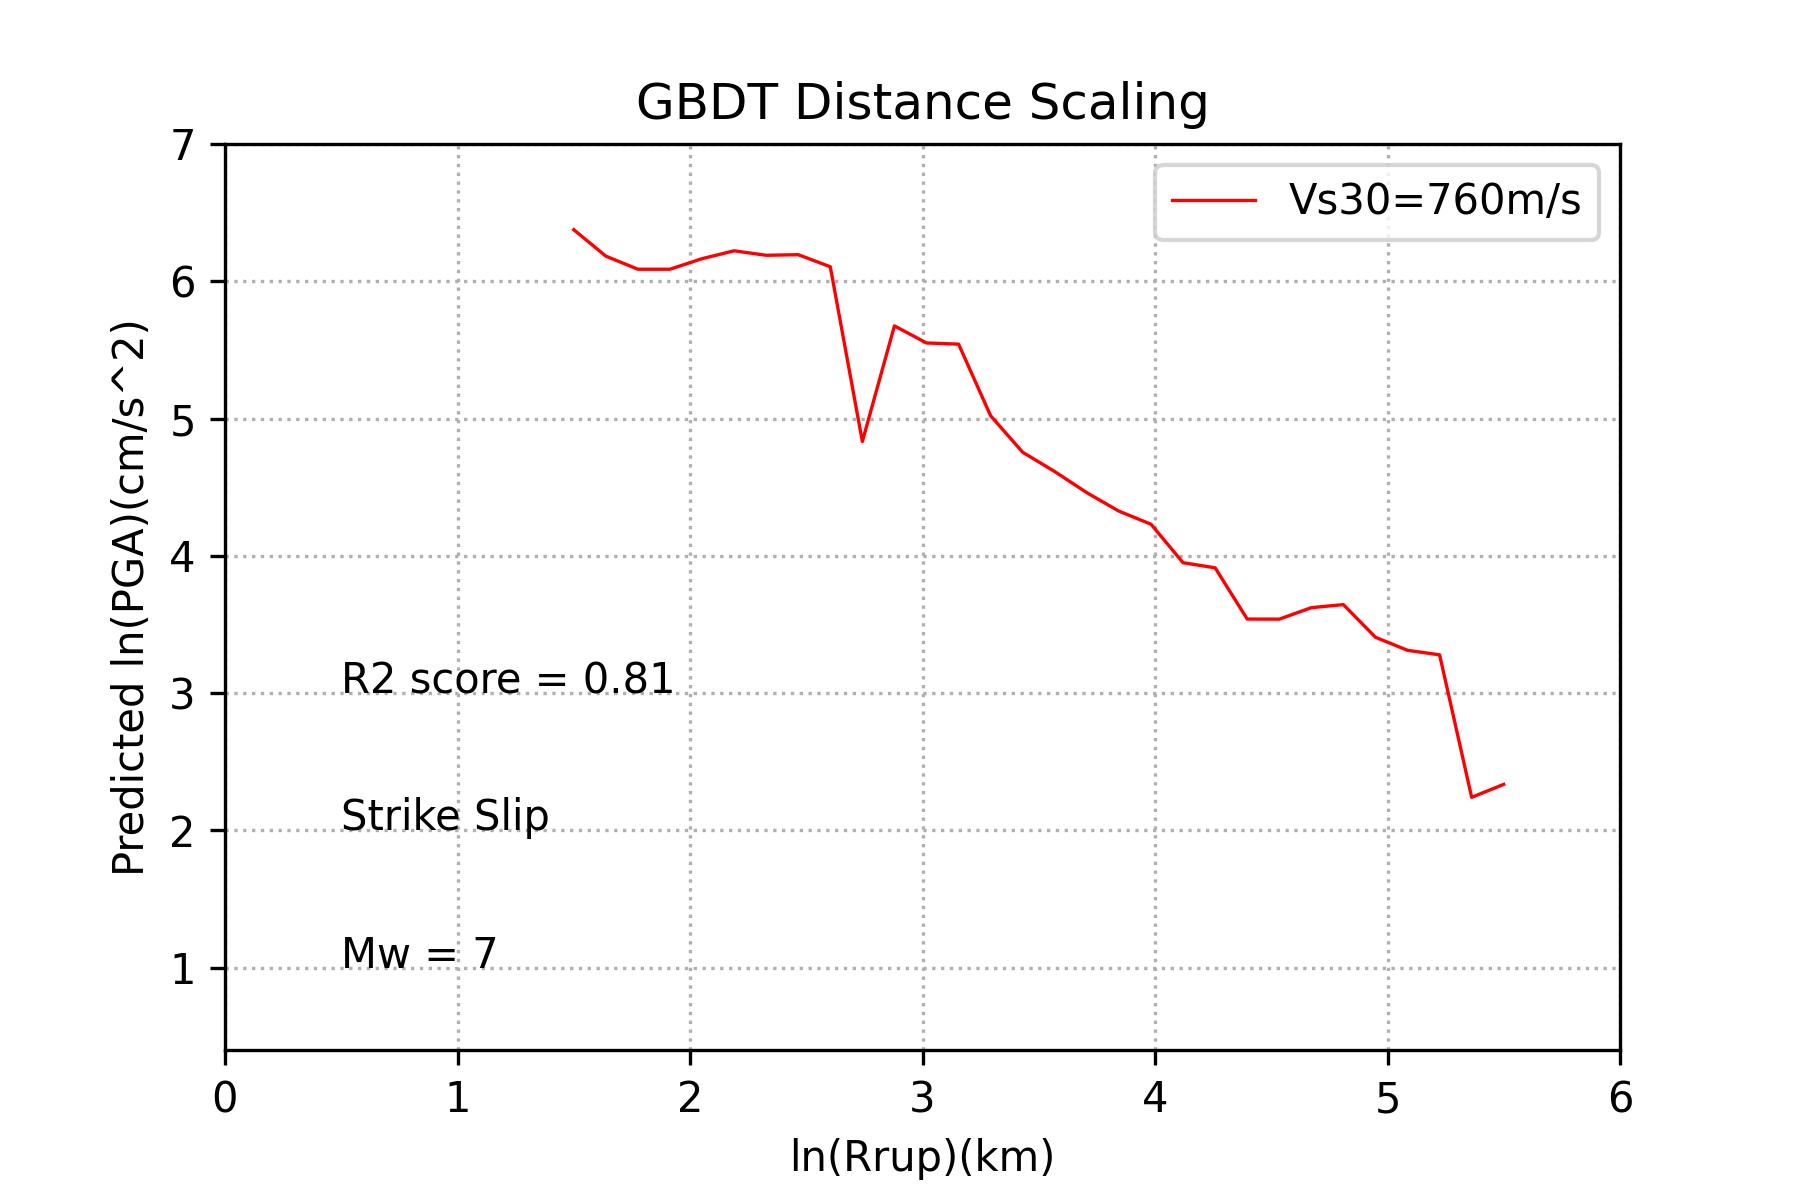 GBDT Distance Scaling
Vs30=760m/s
Predicted ln(PGA)(cm/s^2)
7
6
5
4
3
2
1
R2 score = 0.81
Strike Slip
Mw = 7
0 1 2 3 4 5 6
ln(Rrup)(km)